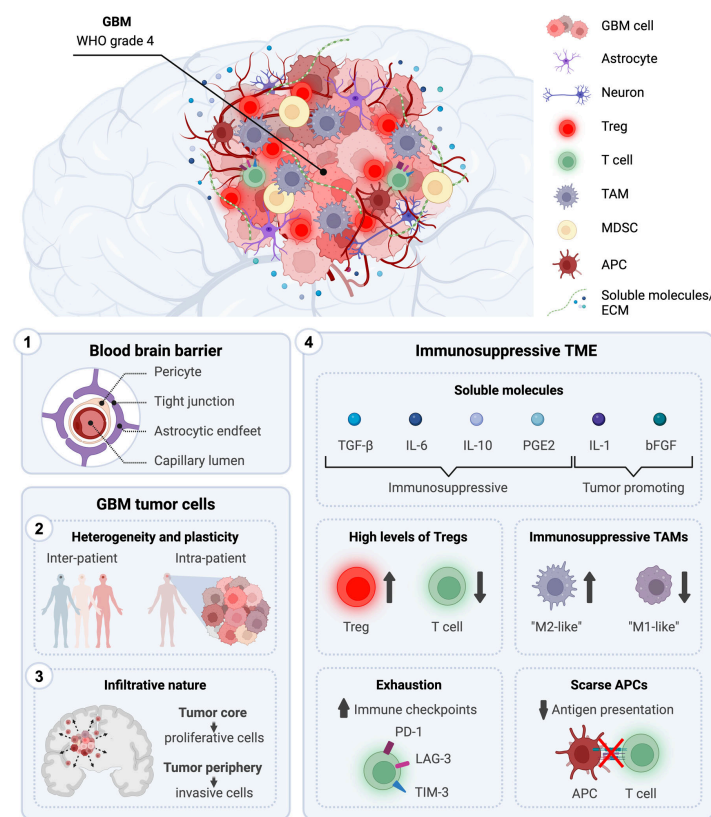 GBM
WHO grade 4
GBM cell
Astrocyte
Neuron
Treg
T cell
TAM
MDSC
APC
Soluble molecules/
ECM
1
Blood brain barrier
Pericyte
Tight junction
Astrocytic endfeet
Capillary lumen
GBM tumor cells
2
Heterogeneity and plasticity
Inter-patient
Intra-patient
3
Infiltrative nature
Tumor core
proliferative cells
Tumor periphery
invasive cells
4
Immunosuppressive TME
Soluble molecules
TGF-β IL-6 IL-10 PGE2 IL-1 bFGF
Immunosuppressive Tumor promoting
High levels of Tregs
Treg T cell
Immunosuppressive TAMs
"M2-like" "M1-like"
Exhaustion
Immune checkpoints
PD-1
LAG-3
TIM-3
Scarse APCs
Antigen presentation
APC T cell